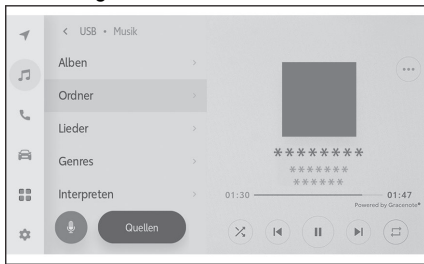 < USB • Musik
Alben >
Ordner >
Lieder >
Genres >
Interpreten >
Quellen
********
*******
******
01:30 01:47
Powered by Gracenote®